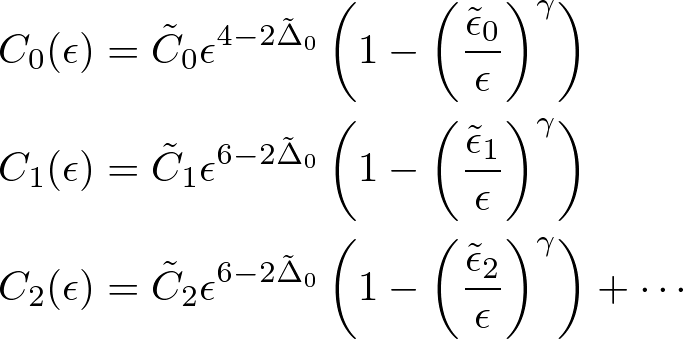 $C_0(\epsilon) = \tilde{C}_0 \epsilon^{4-2\tilde{\Delta}_0} \left( 1 - \left( \frac{\tilde{\epsilon}_0}{\epsilon} \right)^{\gamma} \right)$
$C_1(\epsilon) = \tilde{C}_1 \epsilon^{6-2\tilde{\Delta}_0} \left( 1 - \left( \frac{\tilde{\epsilon}_1}{\epsilon} \right)^{\gamma} \right)$
$C_2(\epsilon) = \tilde{C}_2 \epsilon^{6-2\tilde{\Delta}_0} \left( 1 - \left( \frac{\tilde{\epsilon}_2}{\epsilon} \right)^{\gamma} \right) + \cdots$